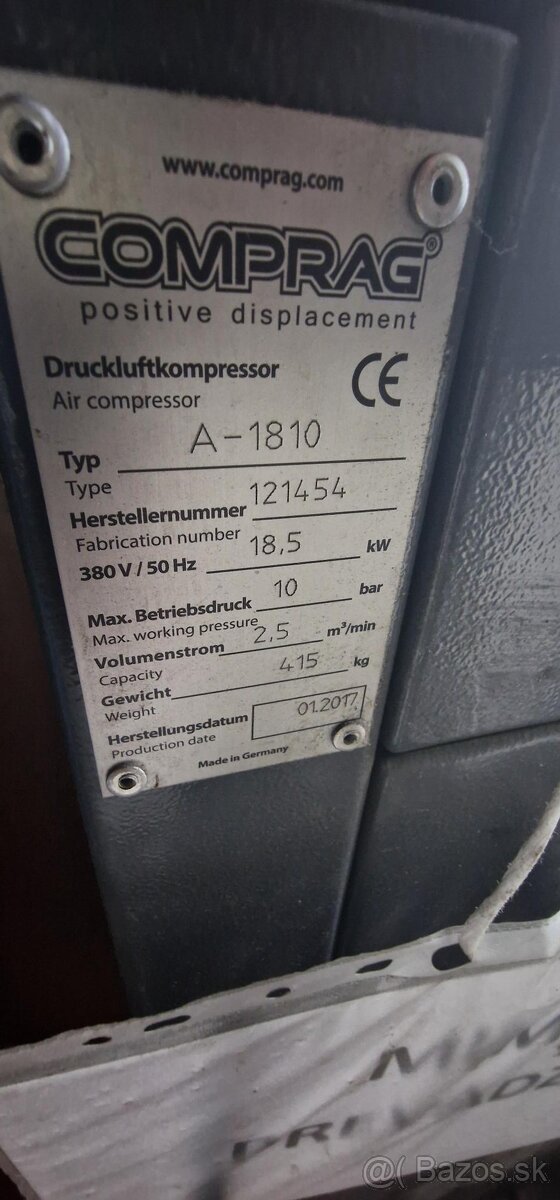 www.comprag.com
COMPRAG®
positive displacement
Druckluftkompressor
Air compressor
CE
Typ A-1810
Type
Herstellernummer 121454
Fabrication number
380 V / 50 Hz 18,5 kW
Max. Betriebsdruck 10 bar
Max. working pressure
Volumenstrom 2,5 m³/min
Capacity
Gewicht 415 kg
Weight
Herstellungsdatum 01.2017
Production date
Made in Germany
Bazos.sk